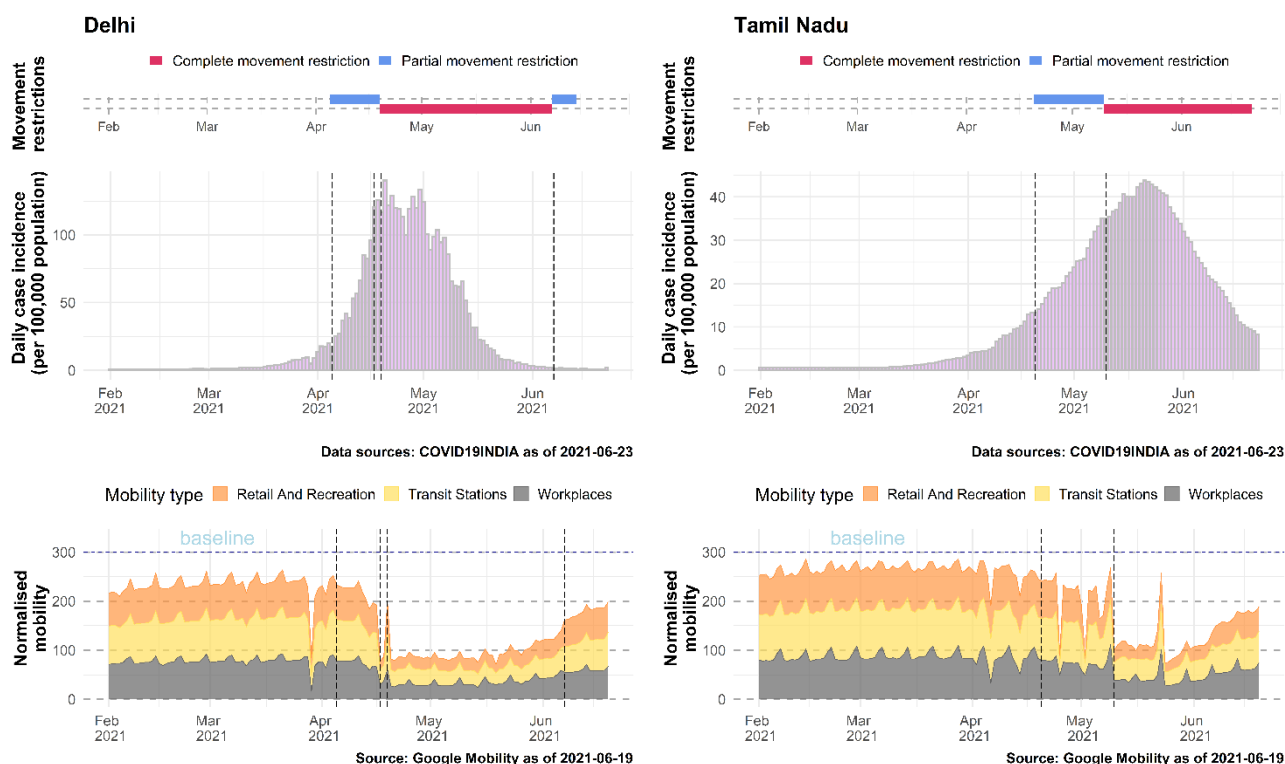 Delhi
Complete movement restriction Partial movement restriction
Movement
restrictions
Feb Mar Apr May Jun
Daily case incidence
(per 100,000 population)
100
50
0
Feb Mar Apr May Jun
2021 2021 2021 2021 2021
Data sources: COVID19INDIA as of 2021-06-23
Mobility type Retail And Recreation Transit Stations Workplaces
baseline
Normalised
mobility
300
200
100
0
Feb Mar Apr May Jun
2021 2021 2021 2021 2021
Source: Google Mobility as of 2021-06-19
Tamil Nadu
Complete movement restriction Partial movement restriction
Movement
restrictions
Feb Mar Apr May Jun
Daily case incidence
(per 100,000 population)
40
30
20
10
0
Feb Mar Apr May Jun
2021 2021 2021 2021 2021
Data sources: COVID19INDIA as of 2021-06-23
Mobility type Retail And Recreation Transit Stations Workplaces
baseline
Normalised
mobility
300
200
100
0
Feb Mar Apr May Jun
2021 2021 2021 2021 2021
Source: Google Mobility as of 2021-06-19